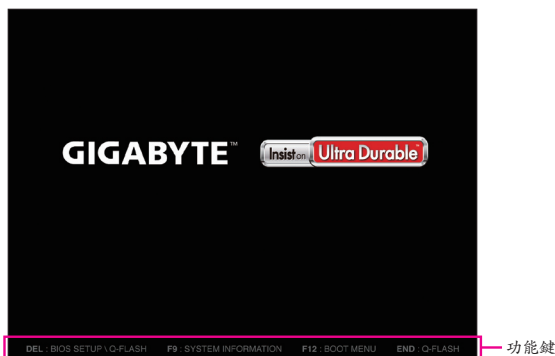 GIGABYTE™ Insist on Ultra Durable™
DEL : BIOS SETUP \ Q-FLASH F9 : SYSTEM INFORMATION F12 : BOOT MENU END : Q-FLASH
功能鍵